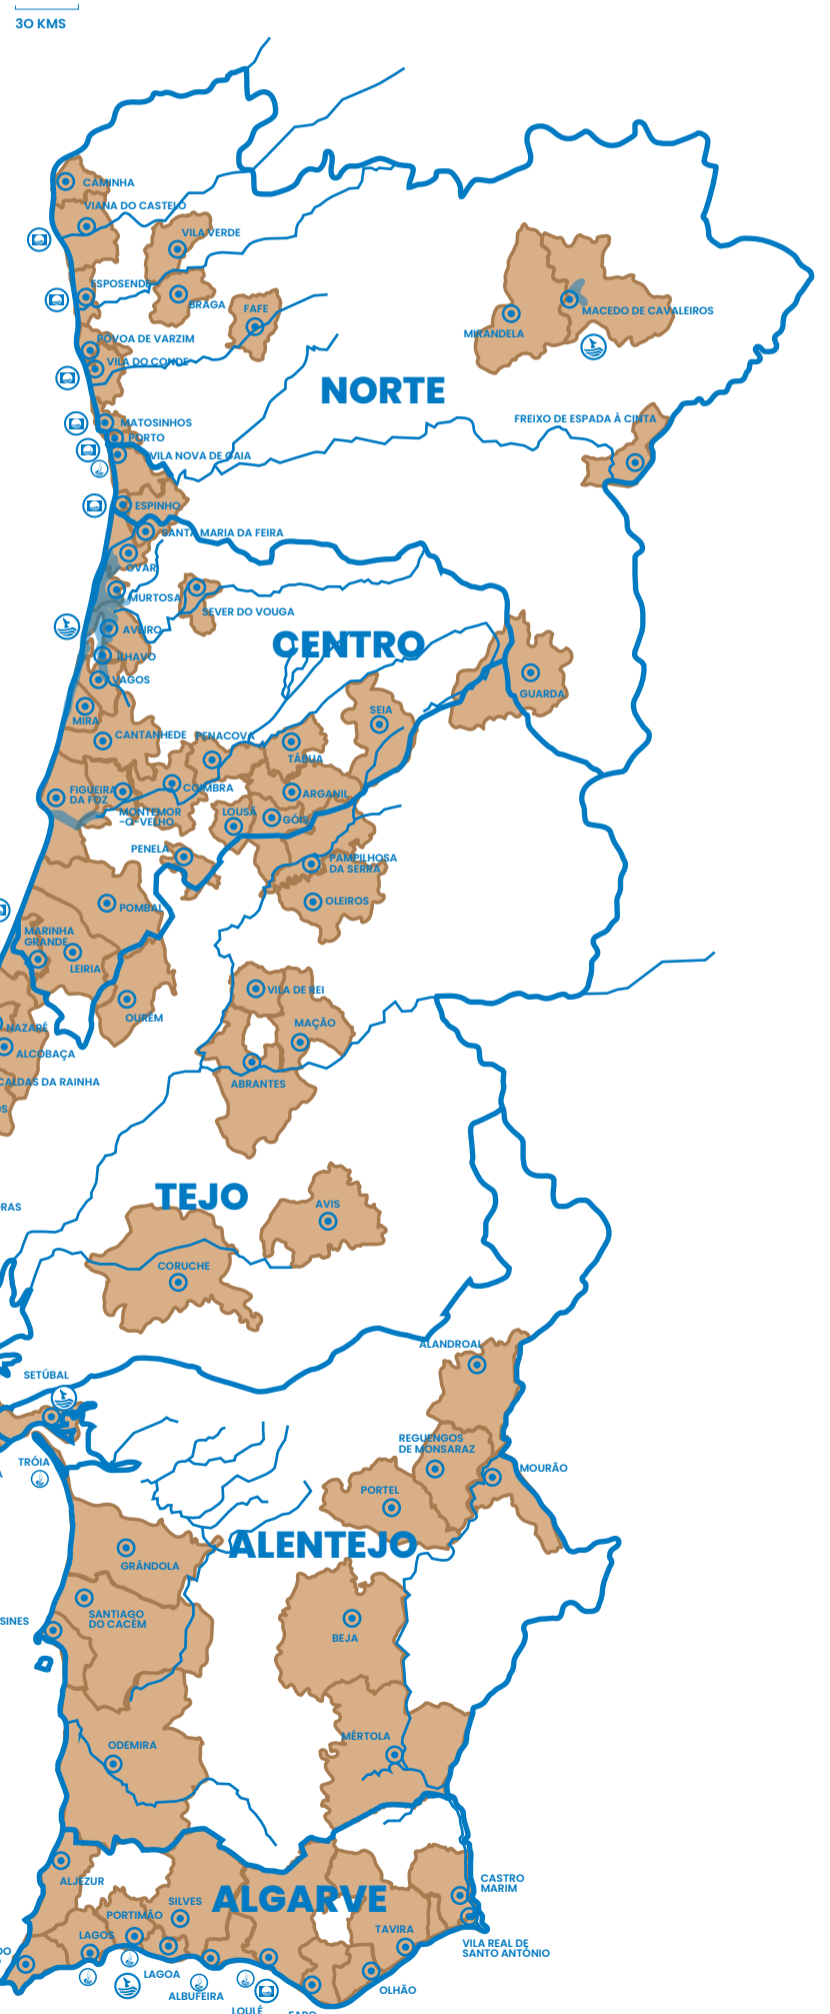 30 KMS
CAMINHA
VIANA DO CASTELO
VILA VERDE
ESPOSENDE
BRAGA
FAFE
MACEDO DE CAVALEIROS
MIRANDELA
PÓVOA DE VARZIM
VILA DO CONDE
NORTE
FREIXO DE ESPADA À CINTA
MATOSINHOS
PORTO
VILA NOVA DE GAIA
ESPINHO
SANTA MARIA DA FEIRA
OVAR
MURTOSA
SEVER DO VOUGA
AVEIRO
CENTRO
ÍLHAVO
VAGOS
GUARDA
SEIA
MIRA
CANTANHEDE
PENACOVA
TÁBUA
FIGUEIRA
DA FOZ
COIMBRA
ARGANIL
MONTEMOR
-O-VELHO
LOUSÃ
GÓIS
PENELA
PAMPILHOSA
DA SERRA
OLEIROS
POMBAL
MARINHA
GRANDE
LEIRIA
VILA DE REI
OURÉM
MAÇÃO
NAZARÉ
ALCOBAÇA
CALDAS DA RAINHA
ABRANTES
OS
TEJO
AVIS
RAS
CORUCHE
ALANDROAL
SETÚBAL
REGUENGOS
DE MONSARAZ
TRÓIA
MOURÃO
A
PORTEL
ALENTEJO
GRÂNDOLA
SANTIAGO
DO CACÉM
SINES
BEJA
MÉRTOLA
ODEMIRA
ALJEZUR
CASTRO
MARIM
SILVES
ALGARVE
PORTIMÃO
TAVIRA
LAGOS
VILA REAL DE
SANTO ANTÓNIO
DO
LAGOA
ALBUFEIRA
OLHÃO
LOULÉ
FARO